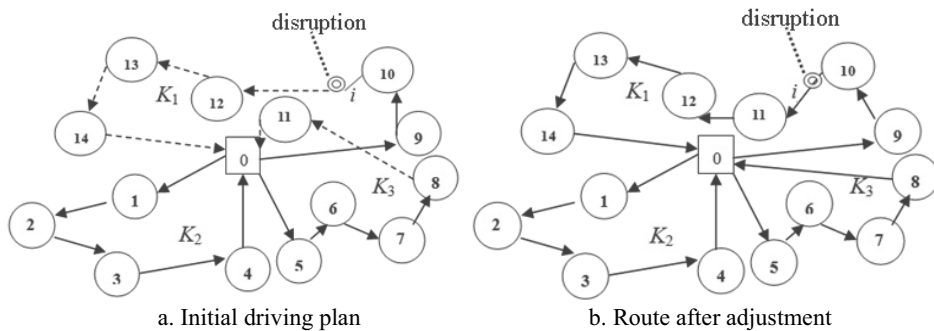 disruption
disruption
13
10
K1
i
12
11
14
0
9
8
K3
1
6
2
K2
7
5
3
4
13
10
K1
i
12
11
14
0
9
8
K3
1
6
2
K2
7
5
3
4
a. Initial driving plan
b. Route after adjustment